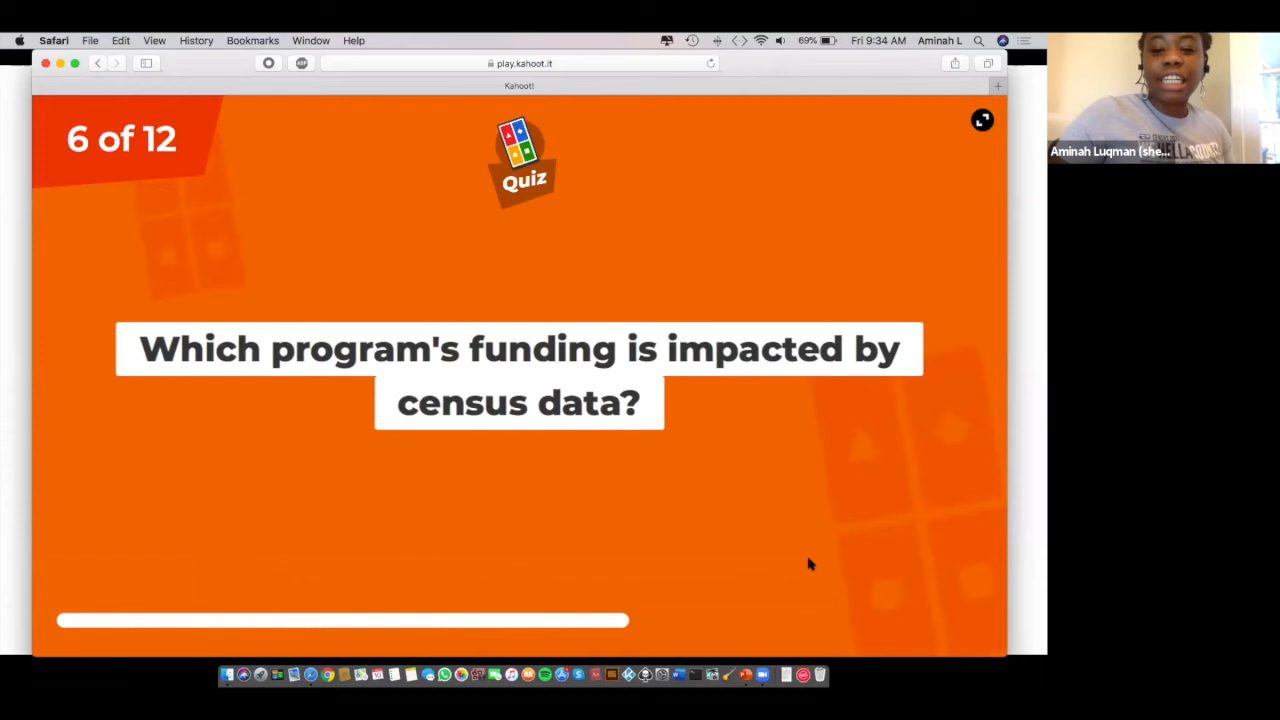 Safari File Edit View History Bookmarks Window Help 69% Fri 9:34 AM Aminah L
play.kahoot.it
Kahoot!
6 of 12
Quiz
Which program's funding is impacted by
census data?
Aminah Luqman (she...